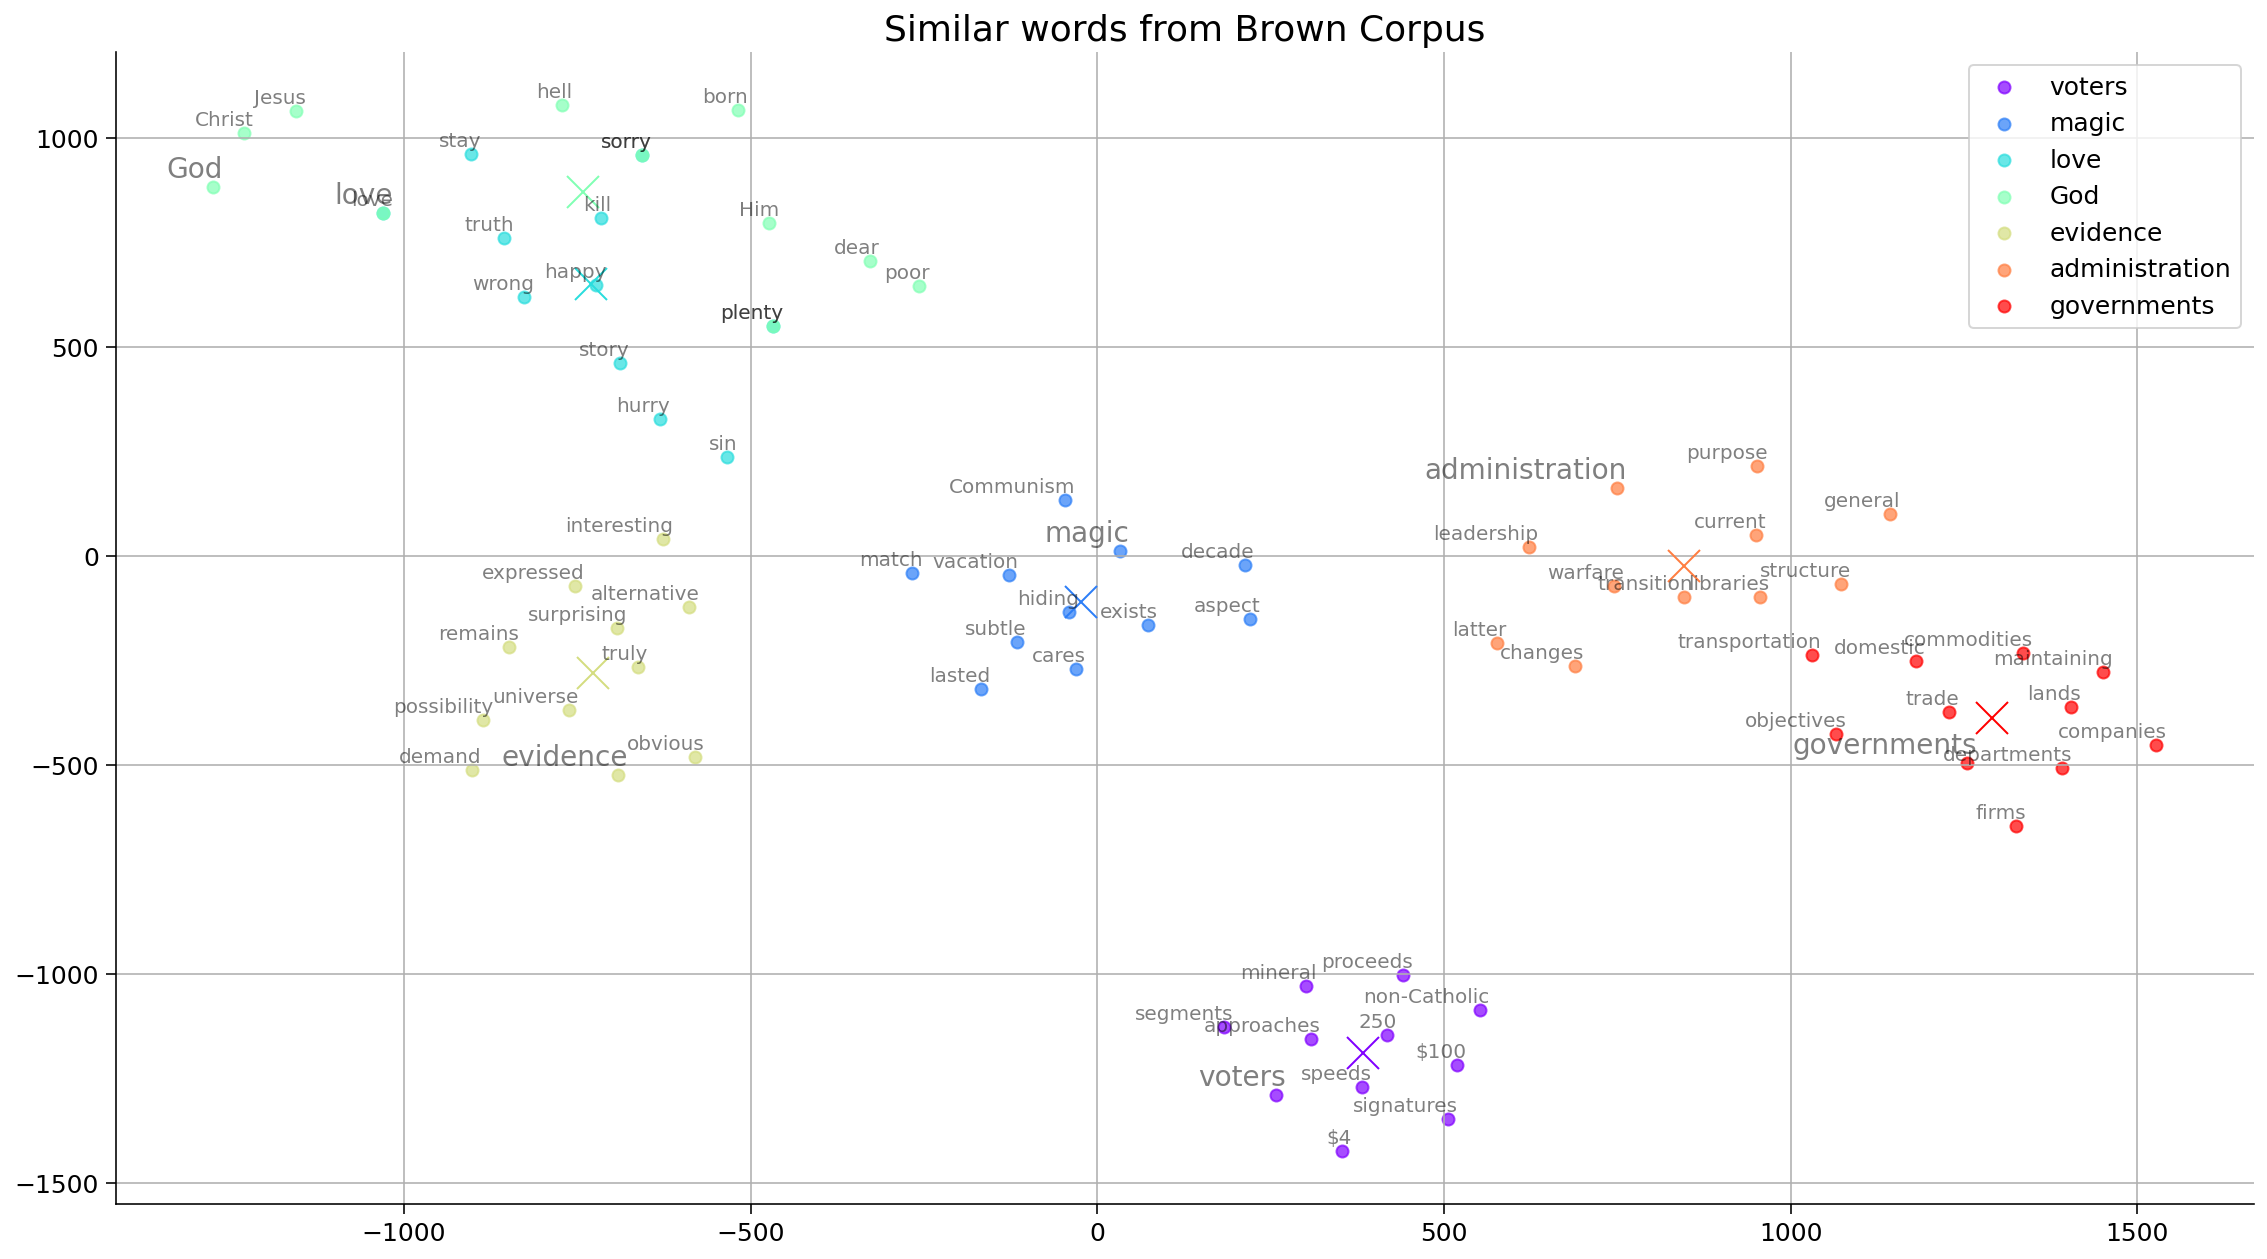 Similar words from Brown Corpus
voters
magic
love
God
evidence
administration
governments
Jesus
Christ
God
hell
born
stay
sorry
love
love
kill
Him
truth
dear
poor
happy
wrong
plenty
story
hurry
sin
interesting
expressed
alternative
surprising
remains
truly
universe
possibility
obvious
demand
evidence
Communism
magic
match
vacation
decade
hiding
exists
aspect
subtle
cares
lasted
purpose
administration
general
current
leadership
warfare
transition
libraries
structure
latter
changes
transportation
domestic
commodities
maintaining
trade
lands
objectives
companies
governments
departments
firms
proceeds
mineral
non-Catholic
segments
approaches
250
$100
voters
speeds
signatures
$4
1000
500
0
−500
−1000
−1500
−1000
−500
0
500
1000
1500